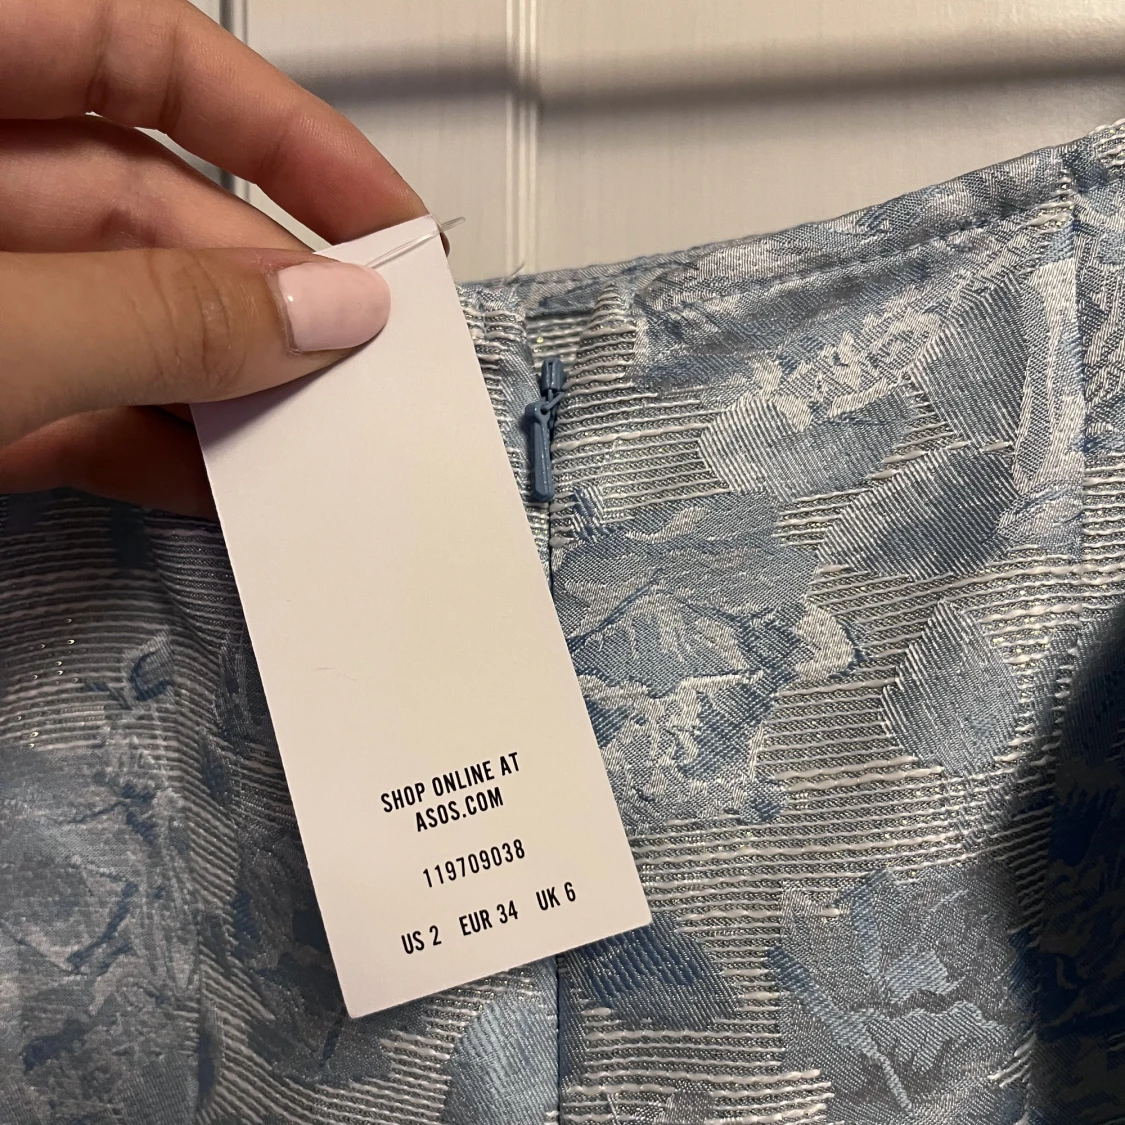 SHOP ONLINE AT
ASOS.COM
119709038
US 2 EUR 34 UK 6